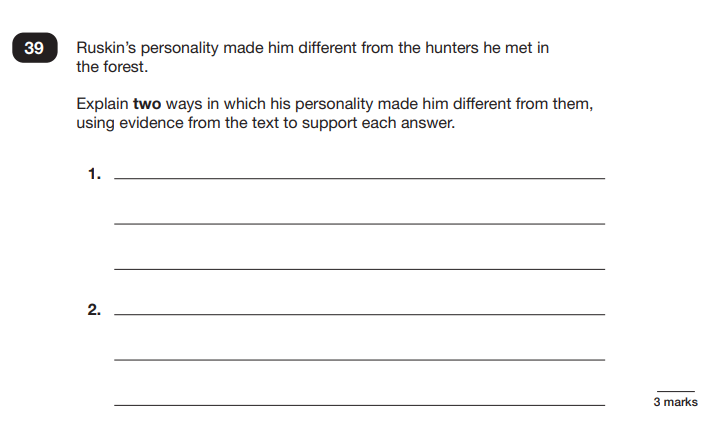 39
Ruskin’s personality made him different from the hunters he met in
the forest.
Explain two ways in which his personality made him different from them,
using evidence from the text to support each answer.
1.
2.
3 marks